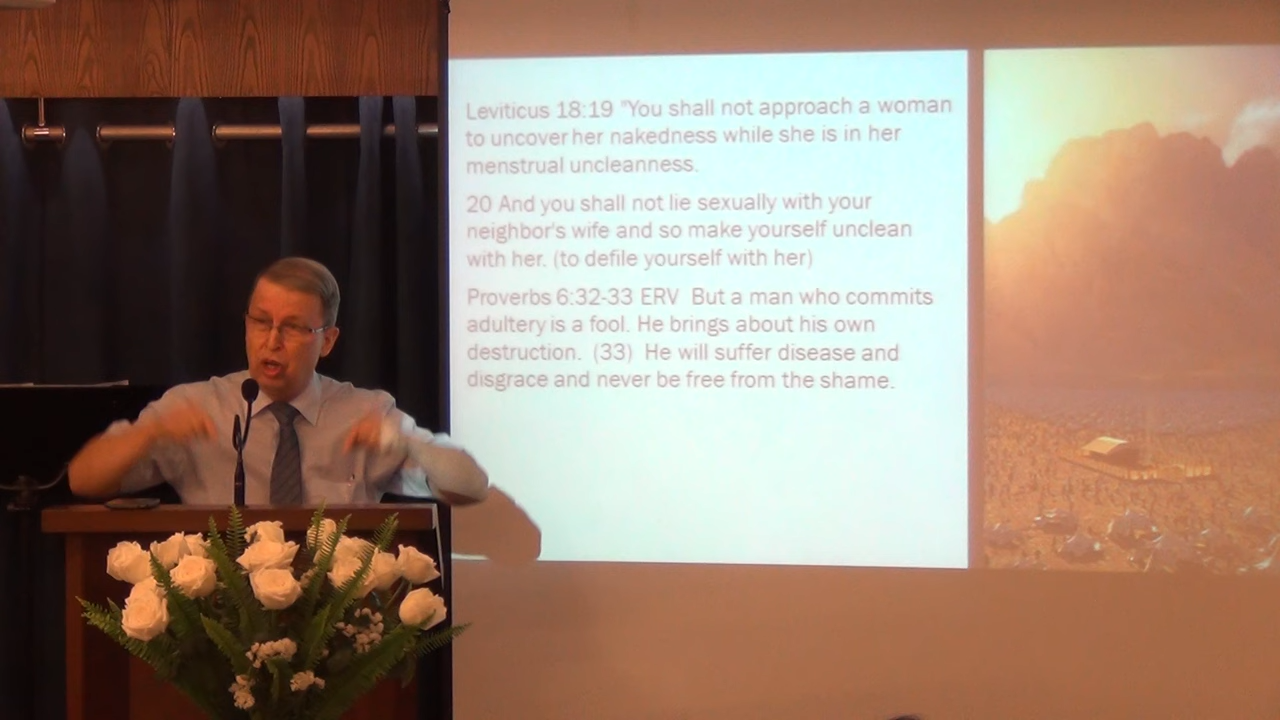 Leviticus 18:19 "You shall not approach a woman
to uncover her nakedness while she is in her
menstrual uncleanness.
20 And you shall not lie sexually with your
neighbor's wife and so make yourself unclean
with her. (to defile yourself with her)
Proverbs 6:32-33 ERV But a man who commits
adultery is a fool. He brings about his own
destruction. (33) He will suffer disease and
disgrace and never be free from the shame.